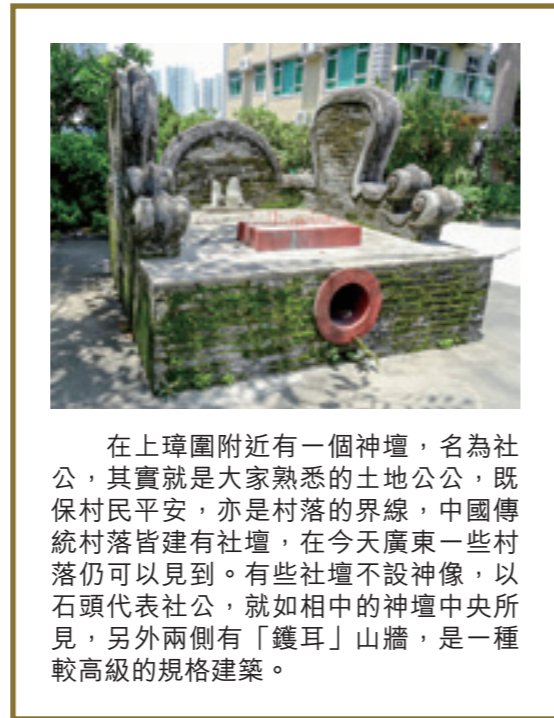 在上璋圍附近有一個神壇，名為社
公，其實就是大家熟悉的土地公公，既
保村民平安，亦是村落的界線，中國傳
統村落皆建有社壇，在今天廣東一些村
落仍可以見到。有些社壇不設神像，以
石頭代表社公，就如相中的神壇中央所
見，另外兩側有「鑊耳」山牆，是一種
較高級的規格建築。